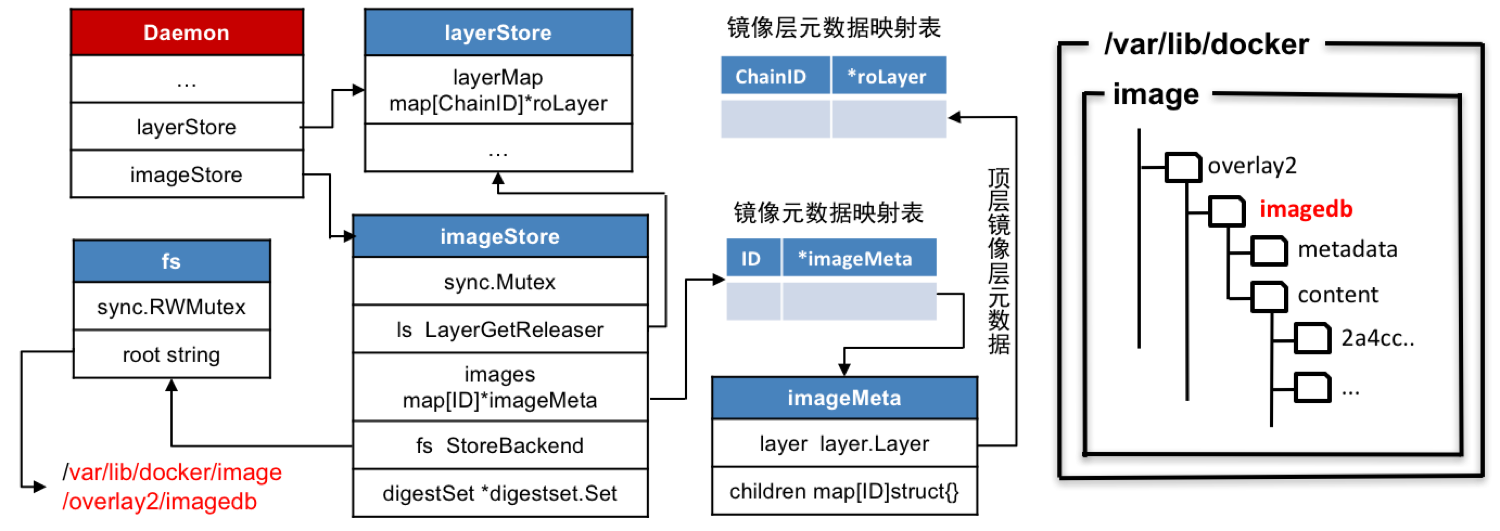 Daemon
...
layerStore
imageStore
layerStore
layerMap
map[ChainID]*roLayer
...
fs
sync.RWMutex
root string
/var/lib/docker/image
/overlay2/imagedb
imageStore
sync.Mutex
ls LayerGetReleaser
images
map[ID]*imageMeta
fs StoreBackend
digestSet *digestset.Set
镜像层元数据映射表
ChainID *roLayer
镜像元数据映射表
ID *imageMeta
顶层镜像层元数据
imageMeta
layer layer.Layer
children map[ID]struct{}
/var/lib/docker
image
overlay2
imagedb
metadata
content
2a4cc..
...